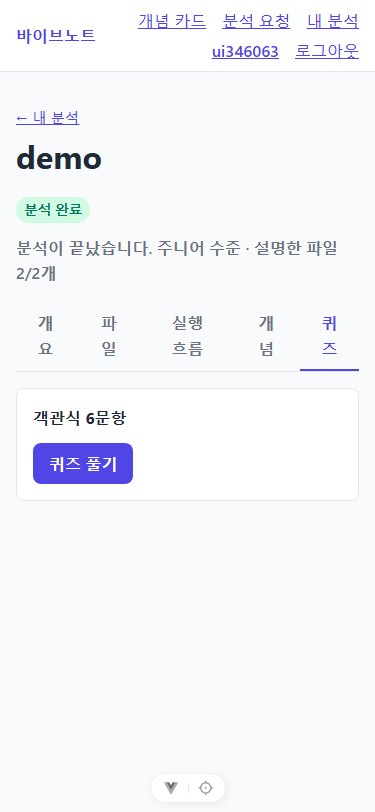 바이브노트
개념 카드 분석 요청 내 분석
ui346063 로그아웃
← 내 분석
demo
분석 완료
분석이 끝났습니다. 주니어 수준 · 설명한 파일
2/2개
개요 파일 실행 흐름 개념 퀴즈
객관식 6문항
퀴즈 풀기